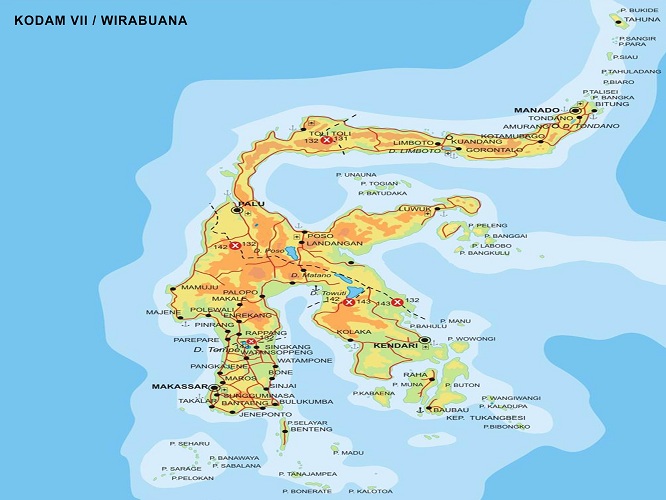 KODAM VII / WIRABUANA
P. BUKIDE
TAHUNA
P.SANGIR
P.PARA
P.SIAU
P.TAHULADANG
P.BIARO
P.TALISEI
P. BANGKA
BITUNG
MANADO
TONDANO
AMURANG
D. TONDANO
KOTAMUBAGO
TOLI TOLI
132
131
LIMBOTO
KUANDANG
D. LIMBOTO
GORONTALO
P. UNAUNA
P. TOGIAN
P. BATUDAKA
PALU
LUWUK
P. PELENG
P. BANGGAI
P. LABOBO
P. BANGKULU
POSO
LANDANGAN
142
132
D. Poso
D. Matano
MAMUJU
PALOPO
MAKALE
D. Towuti
142
143
143
132
MAJENE
POLEWALI
ENREKANG
P. MANU
PINRANG
P.BAHULU
RAPPANG
KOLAKA
P. WOWONGI
PAREPARE
SINGKANG
KENDARI
D. Tempe
WATANSOPPENG
PANGKAJENE
WATAMPONE
BONE
RAHA
MAROS
MAKASSAR
SINJAI
P. MUNA
P. BUTON
P.KABAENA
SUNGGUMINASA
TAKALAR
BANTAENG
BULUKUMBA
P. WANGIWANGI
P. KALADUPA
JENEPONTO
BAUBAU
KEP. TUKANGBESI
P.SELAYAR
P.BIBONGKO
BENTENG
P. SEHARU
P. MADU
P. BANAWAYA
P. SARAGE
P. SABALANA
P.PELOKAN
P. TANAJAMPEA
P. BONERATE
P. KALOTOA